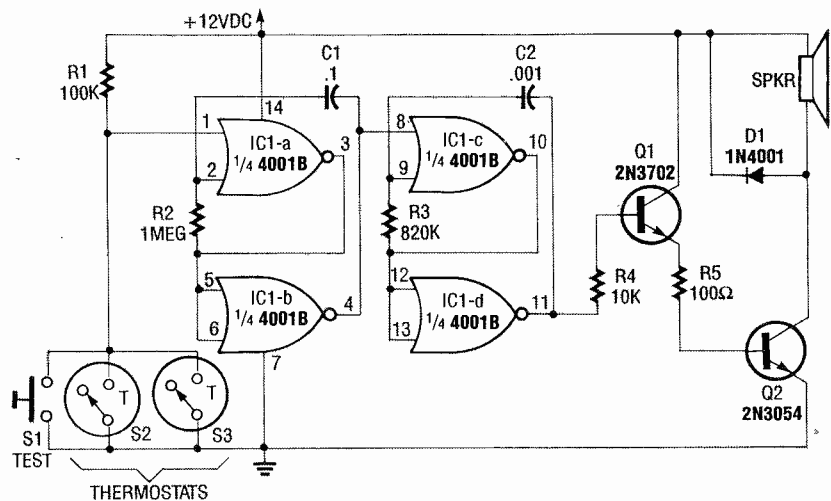 +12VDC
R1
100K
C1
.1
C2
.001
SPKR
14
1
2
3
IC1-a
1/4 4001B
8
9
10
IC1-c
1/4 4001B
Q1
2N3702
D1
1N4001
R2
1MEG
R3
820K
5
6
4
IC1-b
1/4 4001B
7
12
13
11
IC1-d
1/4 4001B
R4
10K
R5
100Ω
Q2
2N3054
T
T
S1
TEST
S2
S3
THERMOSTATS